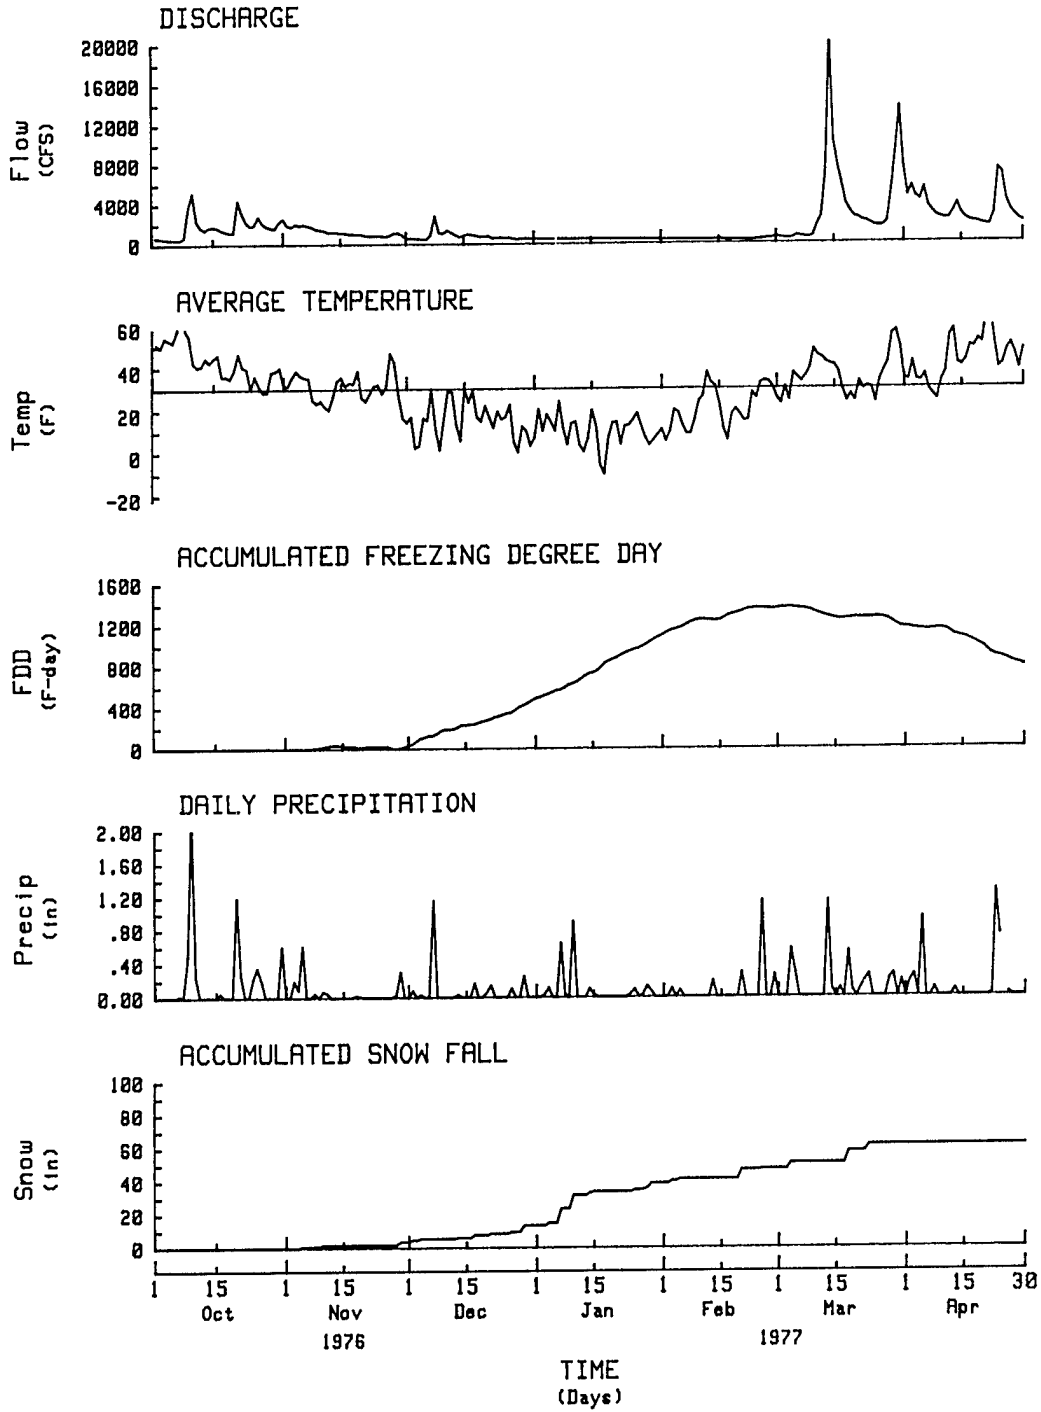 DISCHARGE
20000
16000
12000
8000
4000
0
Flow
(CFS)
AVERAGE TEMPERATURE
60
40
20
0
-20
Temp
(F)
ACCUMULATED FREEZING DEGREE DAY
1600
1200
800
400
0
FDD
(F-day)
DAILY PRECIPITATION
2.00
1.60
1.20
.80
.40
0.00
Precip
(in)
ACCUMULATED SNOW FALL
100
80
60
40
20
0
Snow
(in)
1 15 1 15 1 15 1 15 1 15 1 15 1 15 30
Oct Nov Dec Jan Feb Mar Apr
1976 1977
TIME
(Days)